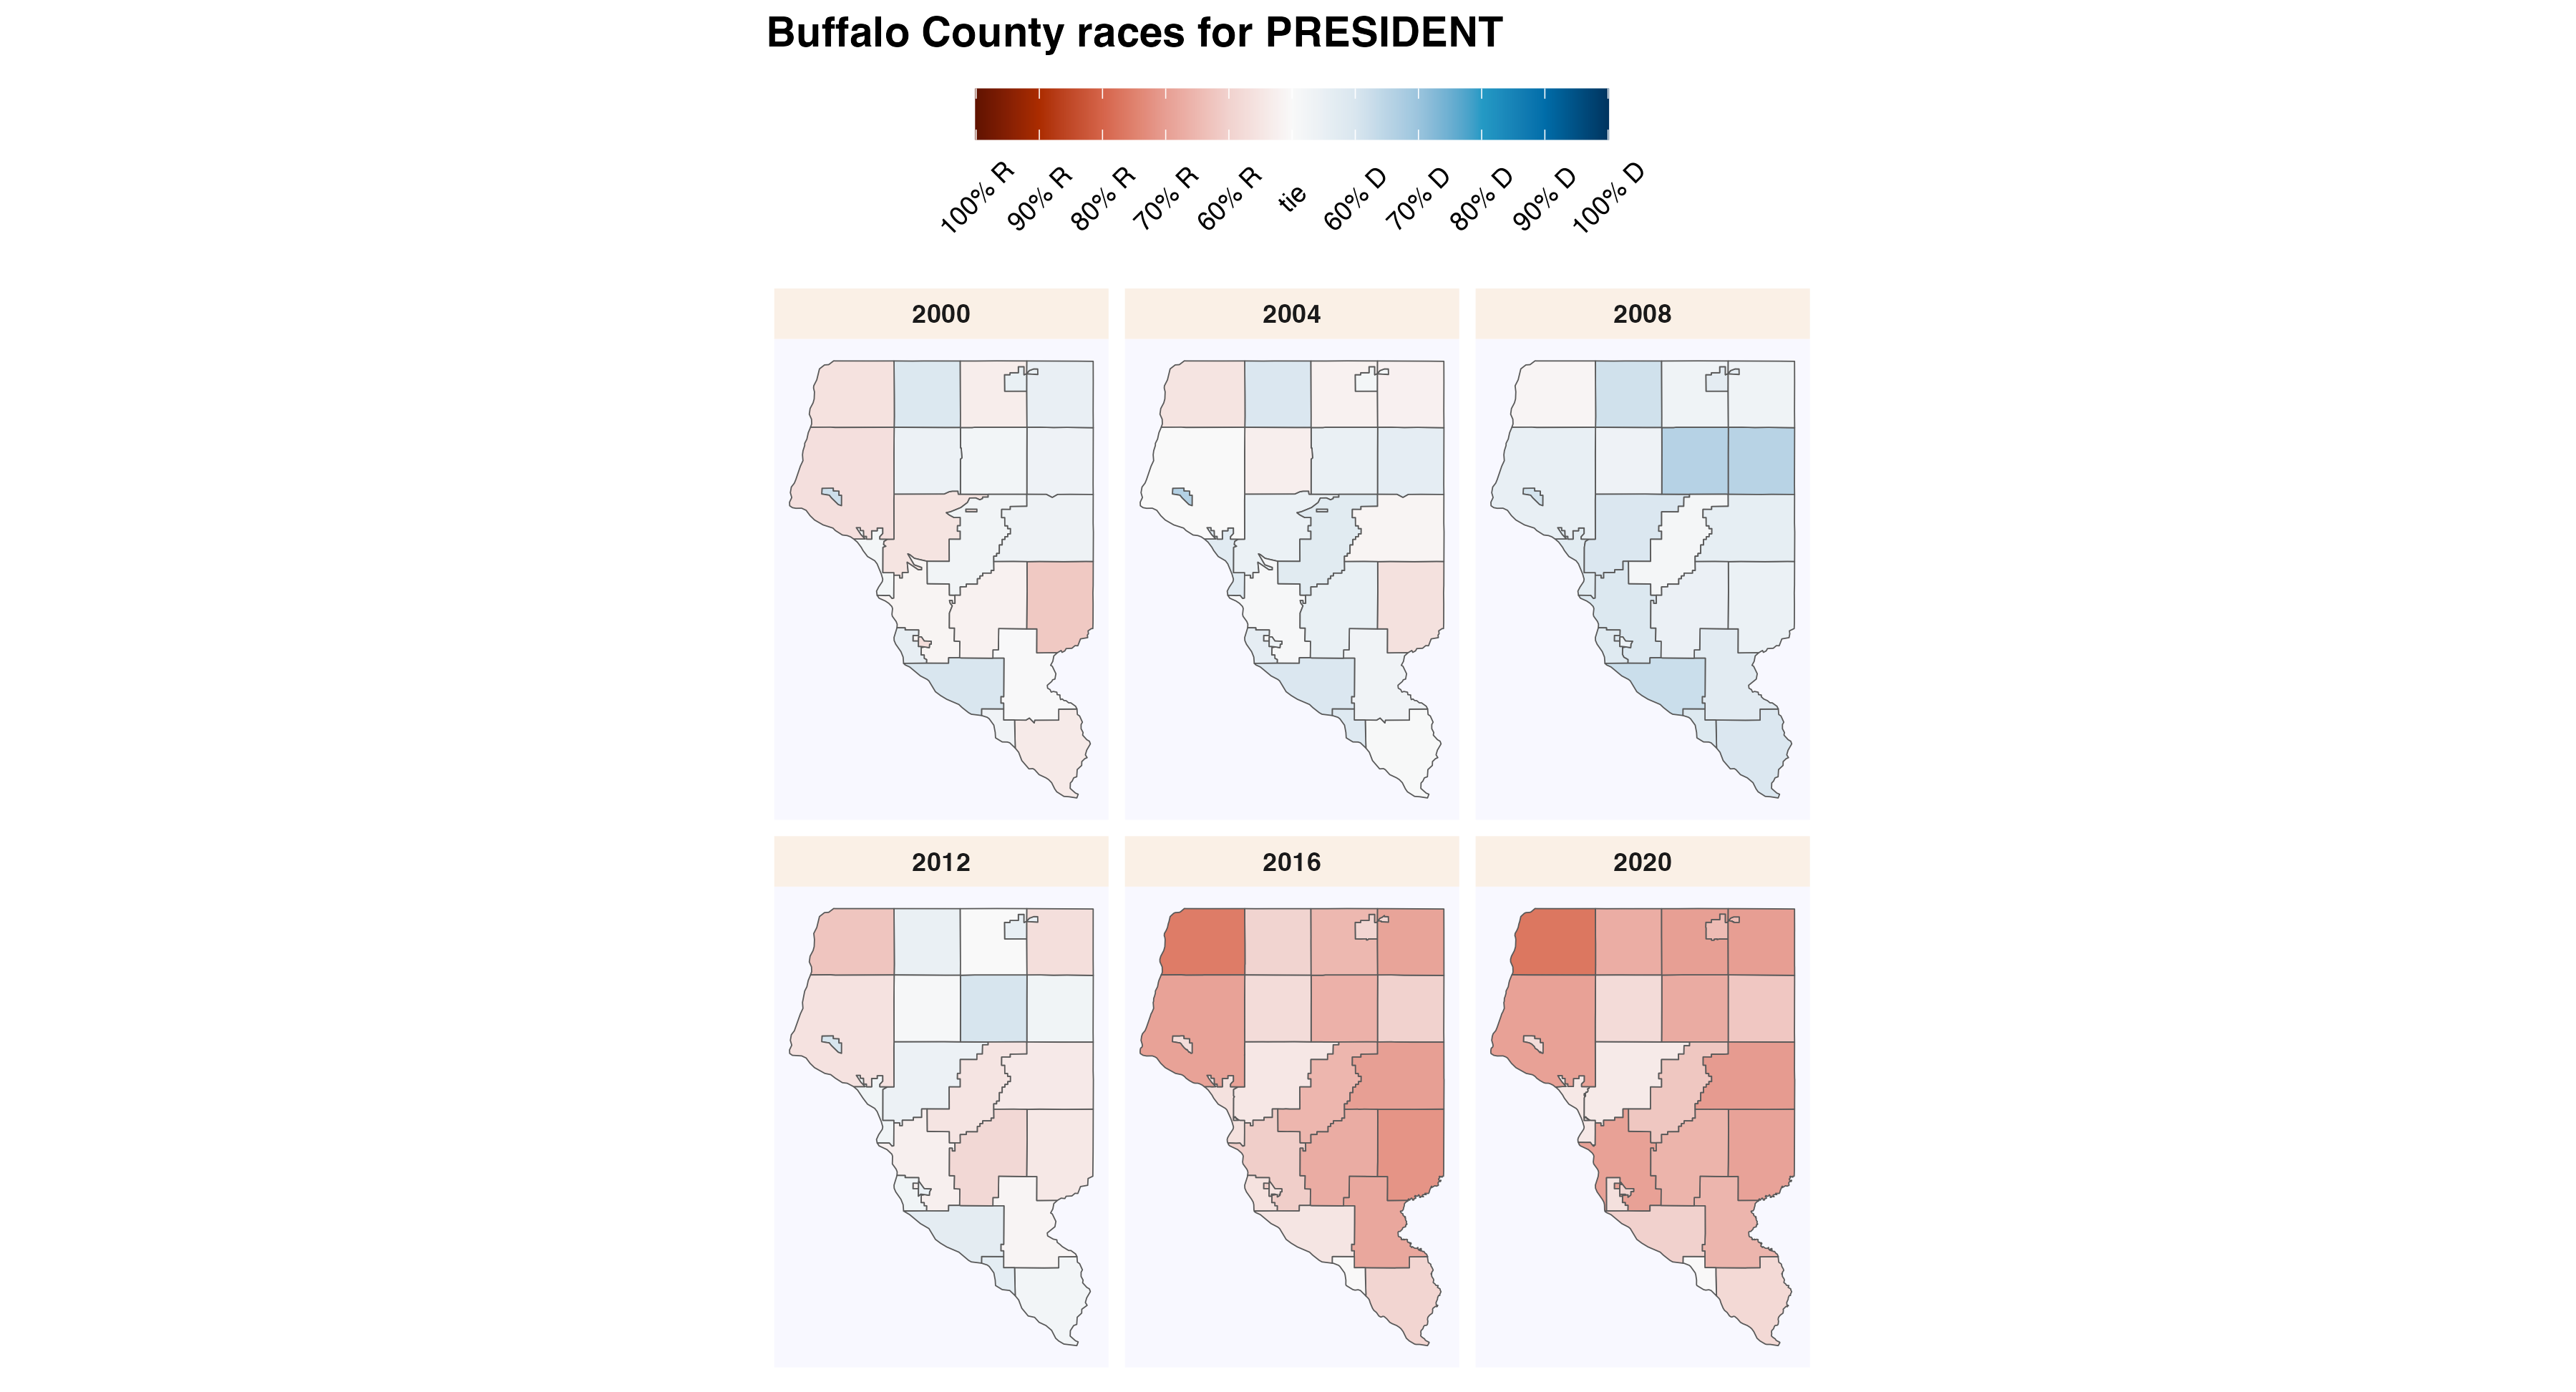 Buffalo County races for PRESIDENT
100% R 90% R 80% R 70% R 60% R tie 60% D 70% D 80% D 90% D 100% D
2000 2004 2008
2012 2016 2020